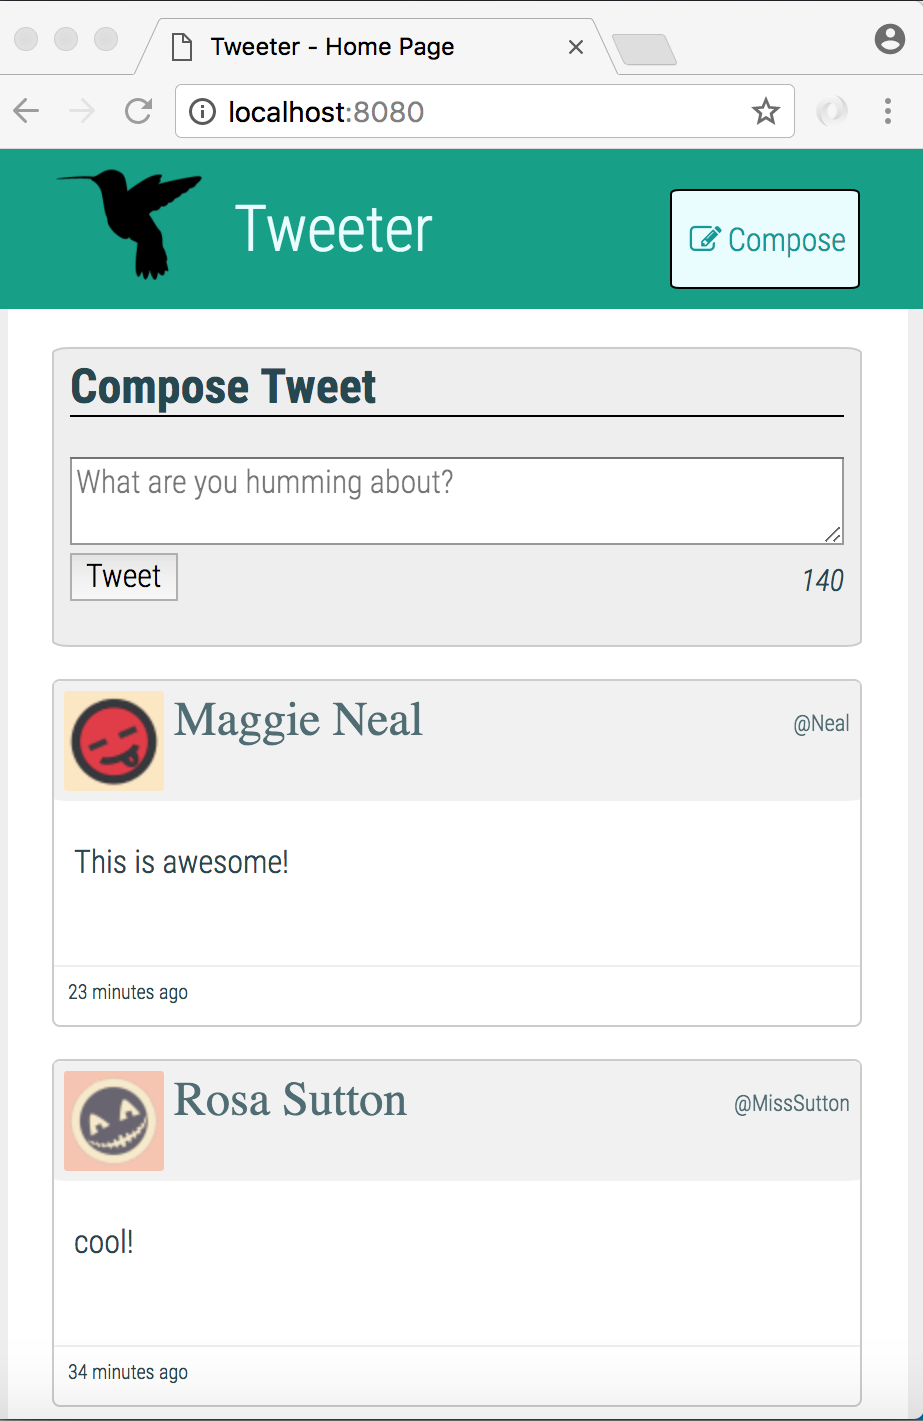 Tweeter - Home Page
localhost:8080
Tweeter
Compose
Compose Tweet
What are you humming about?
Tweet
140
Maggie Neal
@Neal
This is awesome!
23 minutes ago
Rosa Sutton
@MissSutton
cool!
34 minutes ago